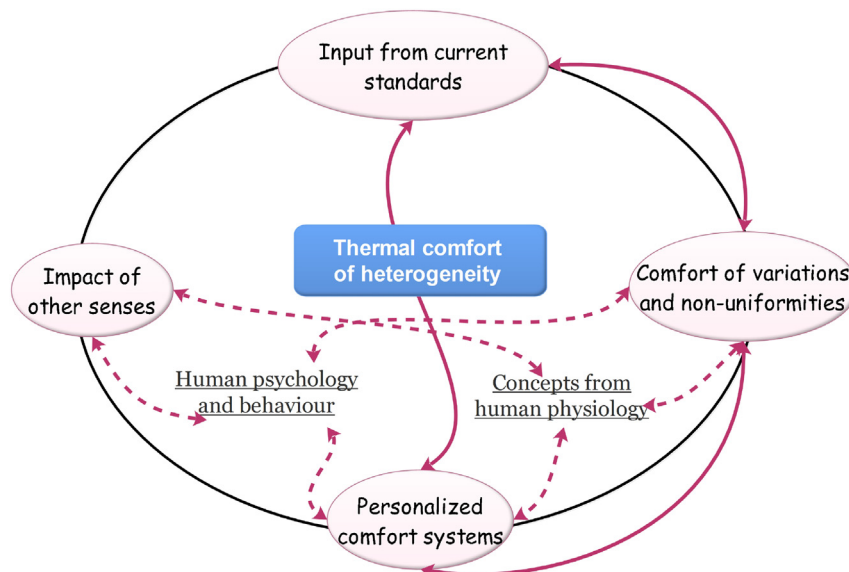 Input from current
standards
Thermal comfort
of heterogeneity
Impact of
other senses
Comfort of variations
and non-uniformities
Human psychology
and behaviour
Concepts from
human physiology
Personalized
comfort systems